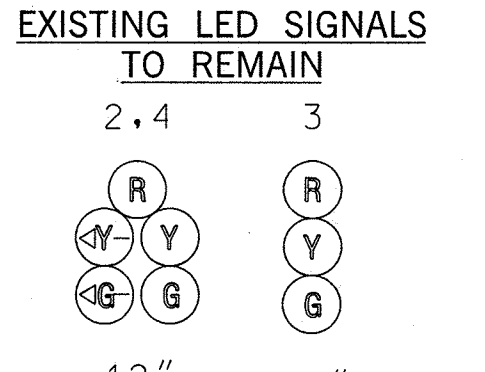 EXISTING LED SIGNALS
TO REMAIN
2,4 3
R R
Y Y Y
G G G